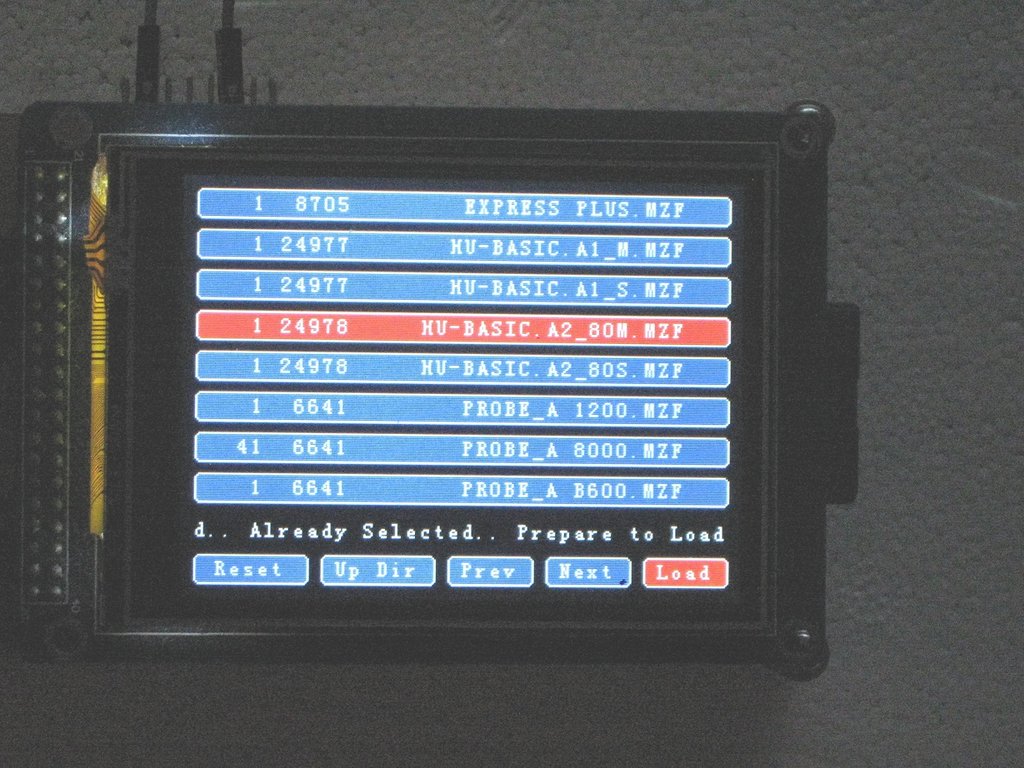 1 8705 EXPRESS PLUS.MZF
1 24977 HU-BASIC.A1_M.MZF
1 24977 HU-BASIC.A1_S.MZF
1 24978 HU-BASIC.A2_80M.MZF
1 24978 HU-BASIC.A2_80S.MZF
1 6641 PROBE_A 1200.MZF
41 6641 PROBE_A 8000.MZF
1 6641 PROBE_A B600.MZF
d.. Already Selected.. Prepare to Load
Reset Up Dir Prev Next Load